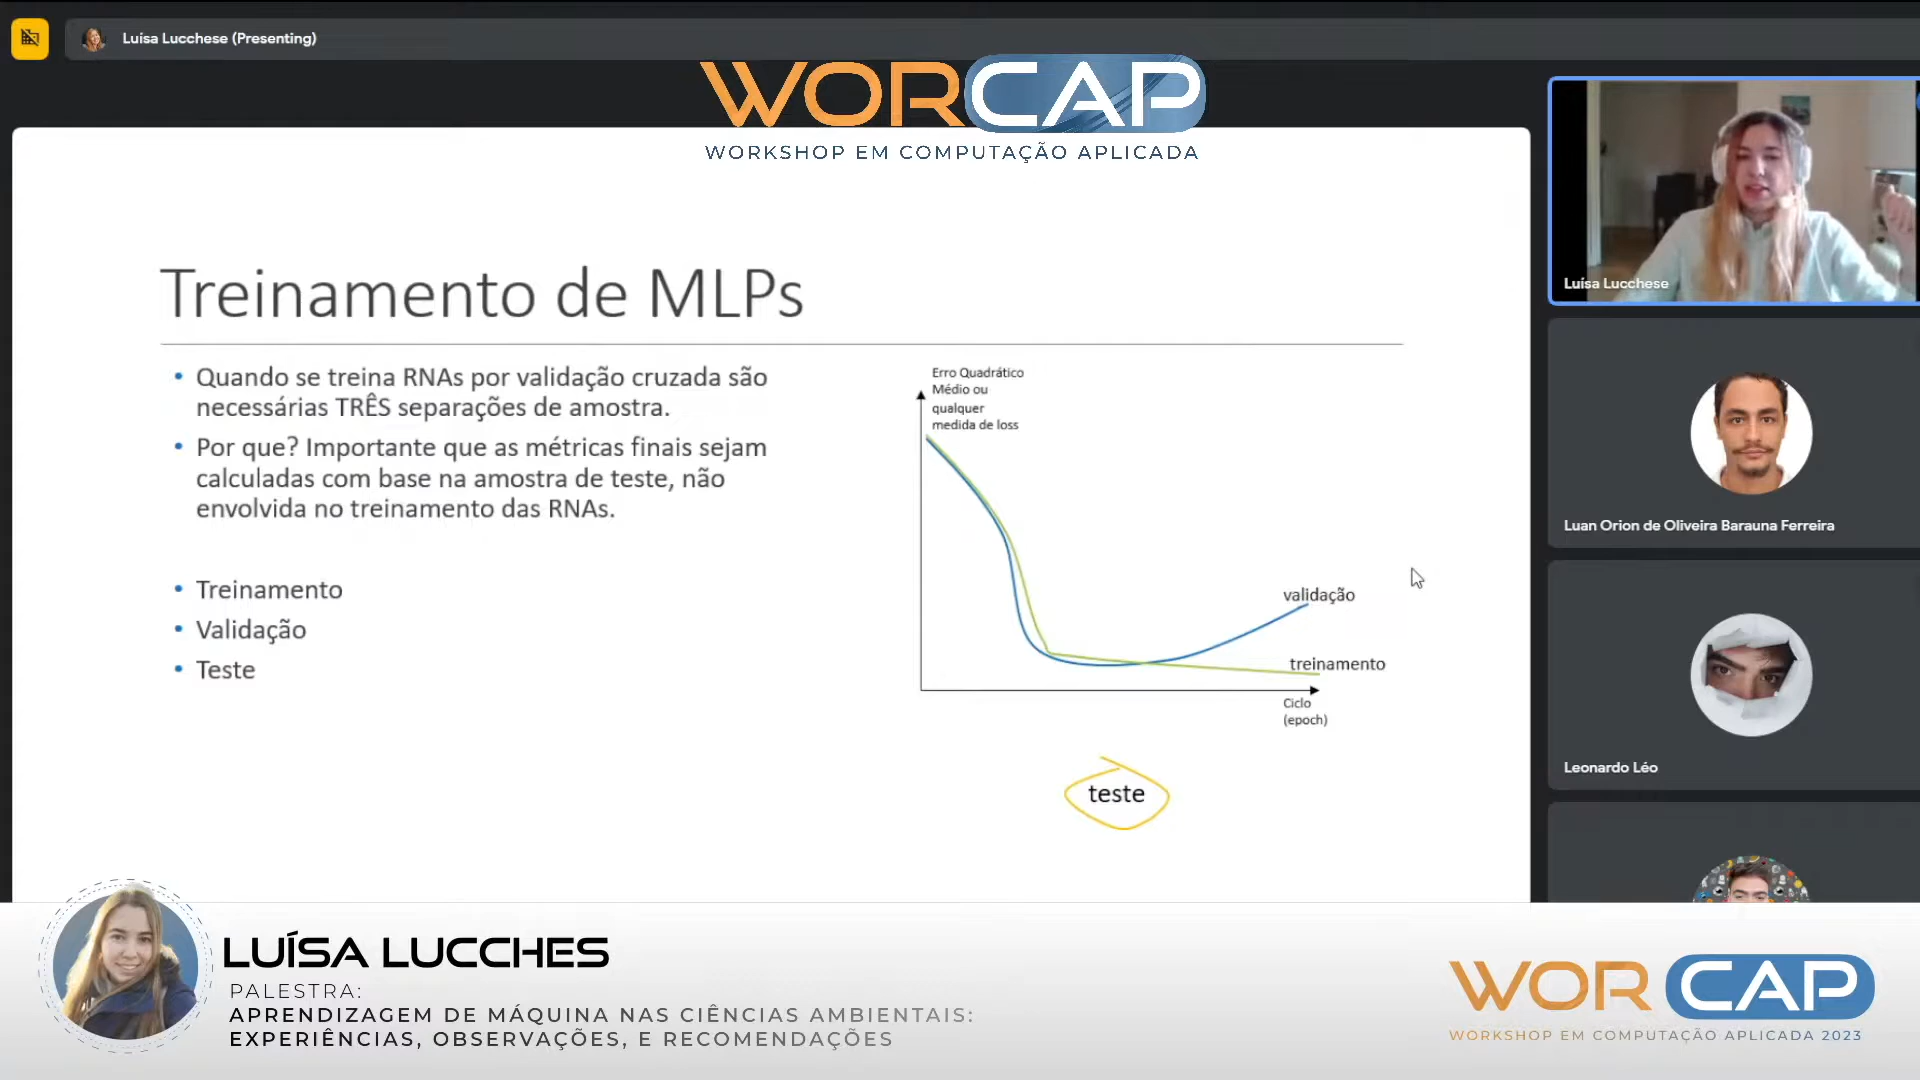 Luísa Lucchese (Presenting)
WORCAP
WORKSHOP EM COMPUTAÇÃO APLICADA
Treinamento de MLPs
• Quando se treina RNAs por validação cruzada são
necessárias TRÊS separações de amostra.
• Por que? Importante que as métricas finais sejam
calculadas com base na amostra de teste, não
envolvida no treinamento das RNAs.
• Treinamento
• Validação
• Teste
Erro Quadrático
Médio ou
qualquer
medida de loss
validação
treinamento
Ciclo
(epoch)
teste
Luísa Lucchese
Luan Orion de Oliveira Barauna Ferreira
Leonardo Léo
LUÍSA LUCCHES
PALESTRA:
APRENDIZAGEM DE MÁQUINA NAS CIÊNCIAS AMBIENTAIS:
EXPERIÊNCIAS, OBSERVAÇÕES, E RECOMENDAÇÕES
WORCAP
WORKSHOP EM COMPUTAÇÃO APLICADA 2023